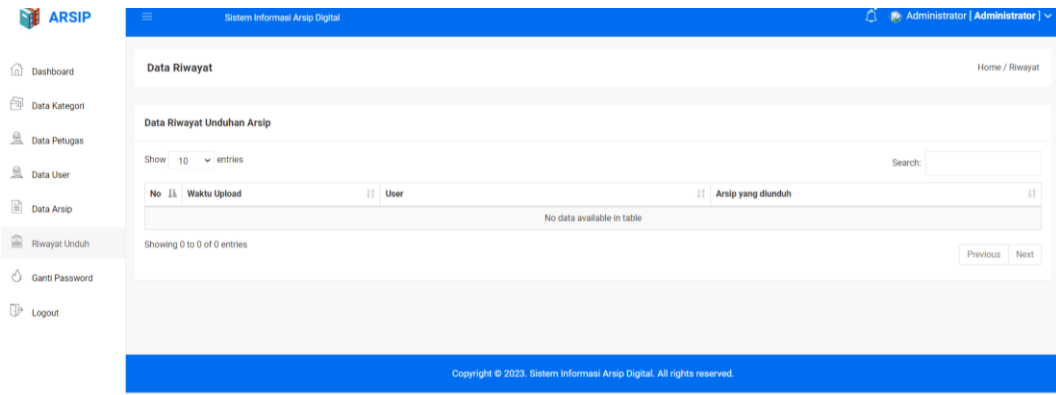 ARSIP
Sistem Informasi Arsip Digital
Administrator [ Administrator ]
Dashboard
Data Kategori
Data Petugas
Data User
Data Arsip
Riwayat Unduh
Ganti Password
Logout
Data Riwayat
Home / Riwayat
Data Riwayat Unduhan Arsip
Show 10 entries
Search:
No Waktu Upload User Arsip yang diunduh
No data available in table
Showing 0 to 0 of 0 entries
Previous Next
Copyright © 2023. Sistem Informasi Arsip Digital. All rights reserved.